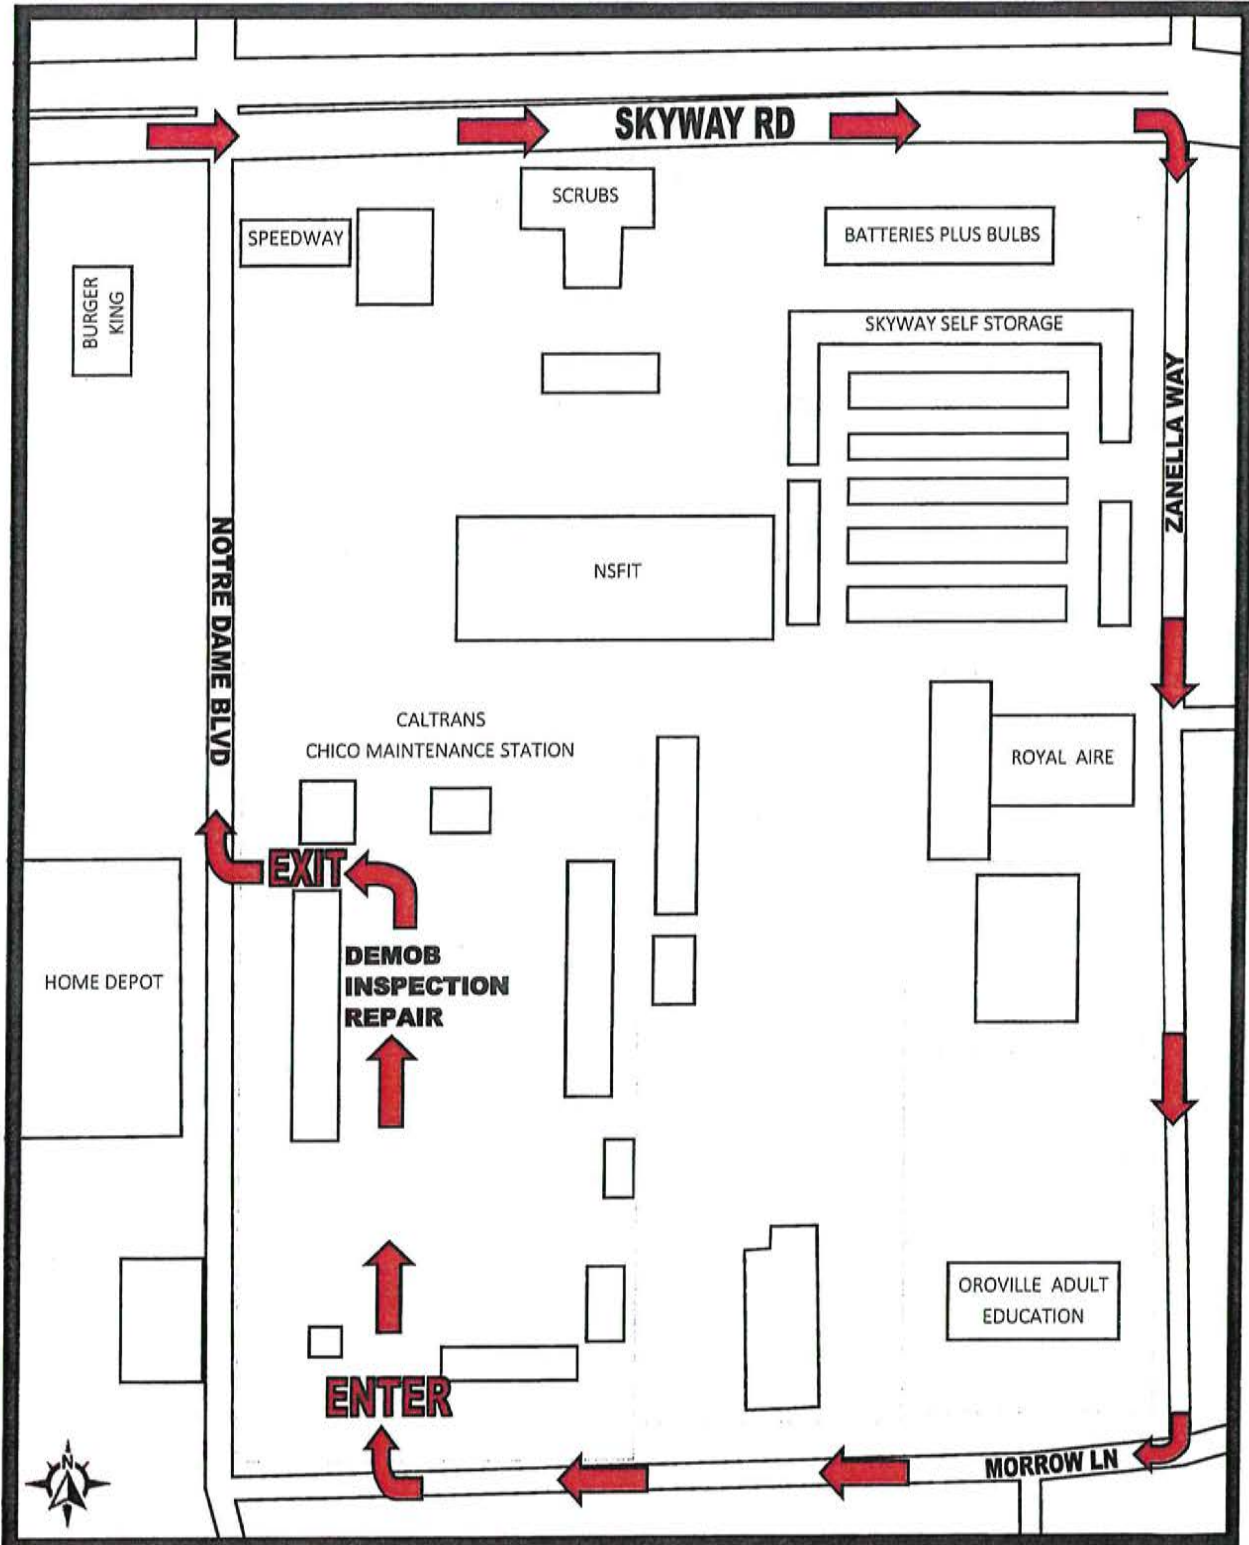 SKYWAY RD
SCRUBS
SPEEDWAY
BATTERIES PLUS BULBS
BURGER
KING
SKYWAY SELF STORAGE
ZANELLA WAY
NOTRE DAME BLVD
NSFIT
CALTRANS
CHICO MAINTENANCE STATION
ROYAL AIRE
EXIT
HOME DEPOT
DEMOB
INSPECTION
REPAIR
OROVILLE ADULT
EDUCATION
ENTER
MORROW LN
N